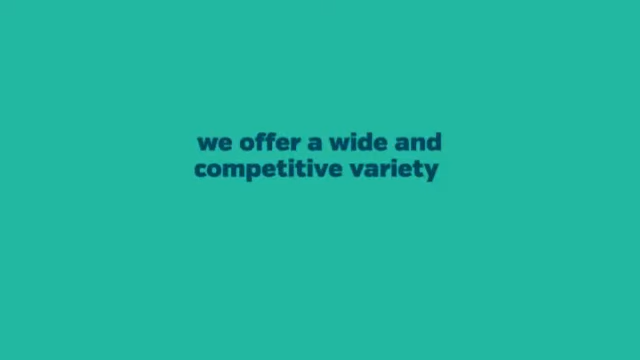 we offer a wide and
competitive variety